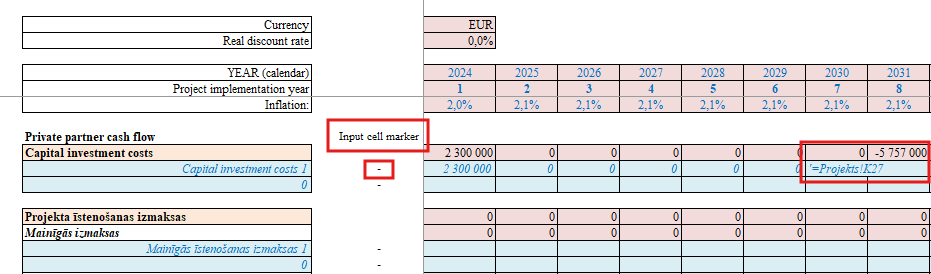 Currency EUR
Real discount rate 0,0%
YEAR (calendar) 2024 2025 2026 2027 2028 2029 2030 2031
Project implementation year 1 2 3 4 5 6 7 8
Inflation: 2,0% 2,1% 2,1% 2,1% 2,1% 2,1% 2,1% 2,1%
Private partner cash flow Input cell marker
Capital investment costs 2 300 000 0 0 0 0 0 0 -5 757 000
Capital investment costs 1 - 2 300 000 0 0 0 0 0 '=Projekts!K27
0 -
Projekta īstenošanas izmaksas 0 0 0 0 0 0 0 0
Mainīgās izmaksas 0 0 0 0 0 0 0 0
Mainīgās īstenošanas izmaksas 1 -
0 -